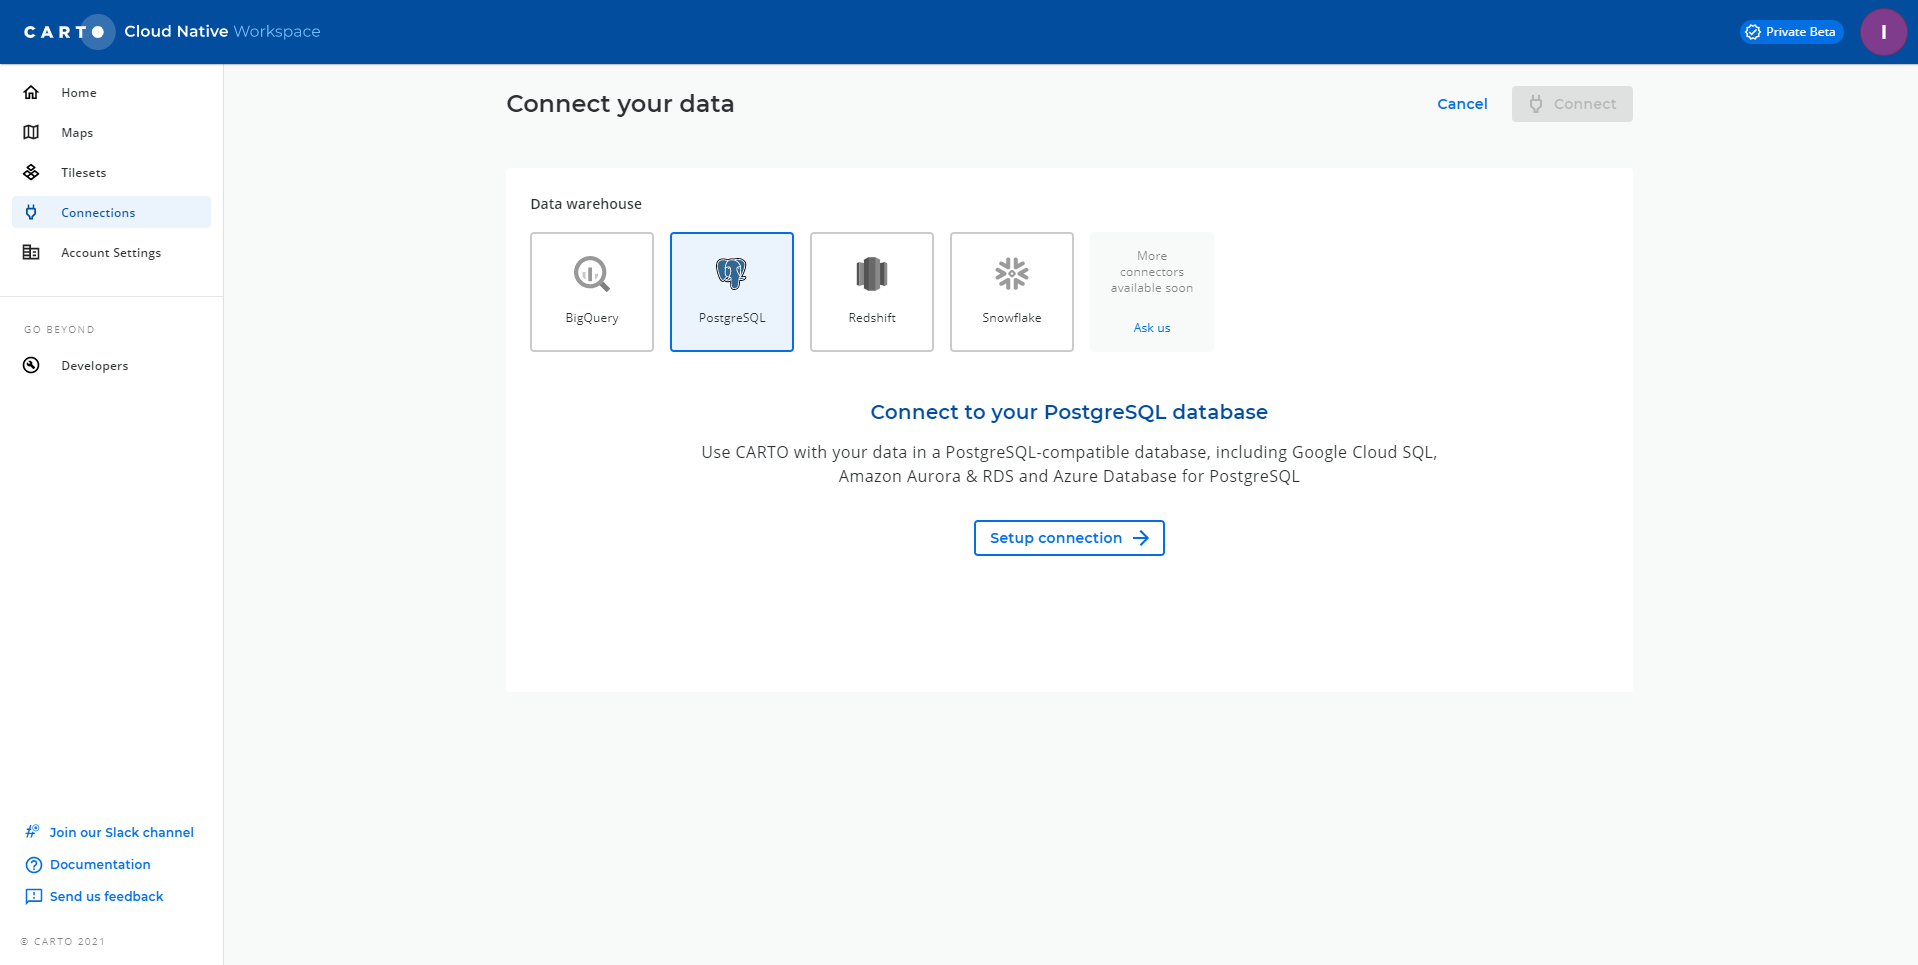 CARTO Cloud Native Workspace
Private Beta
I
Home
Maps
Tilesets
Connections
Account Settings
GO BEYOND
Developers
Join our Slack channel
Documentation
Send us feedback
© CARTO 2021
Connect your data
Cancel
Connect
Data warehouse
BigQuery
PostgreSQL
Redshift
Snowflake
More
connectors
available soon
Ask us
Connect to your PostgreSQL database
Use CARTO with your data in a PostgreSQL-compatible database, including Google Cloud SQL,
Amazon Aurora & RDS and Azure Database for PostgreSQL
Setup connection